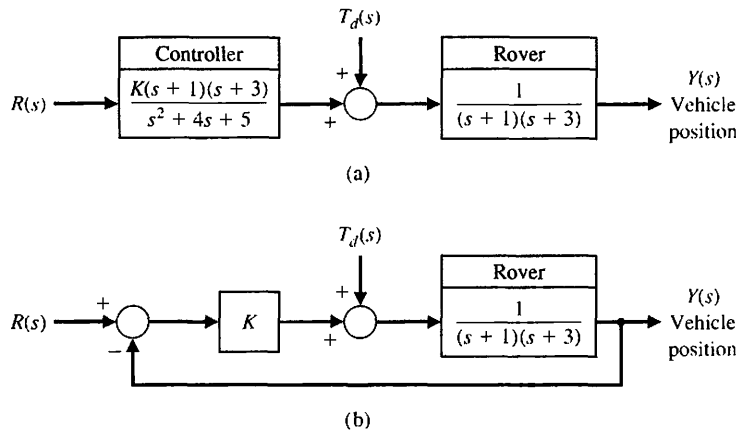 T_d(s)
Controller
Rover
K(s + 1)(s + 3)
s² + 4s + 5
1
(s + 1)(s + 3)
R(s)
+
+
Y(s)
Vehicle
position
(a)
T_d(s)
Rover
R(s)
+
−
K
+
+
1
(s + 1)(s + 3)
Y(s)
Vehicle
position
(b)